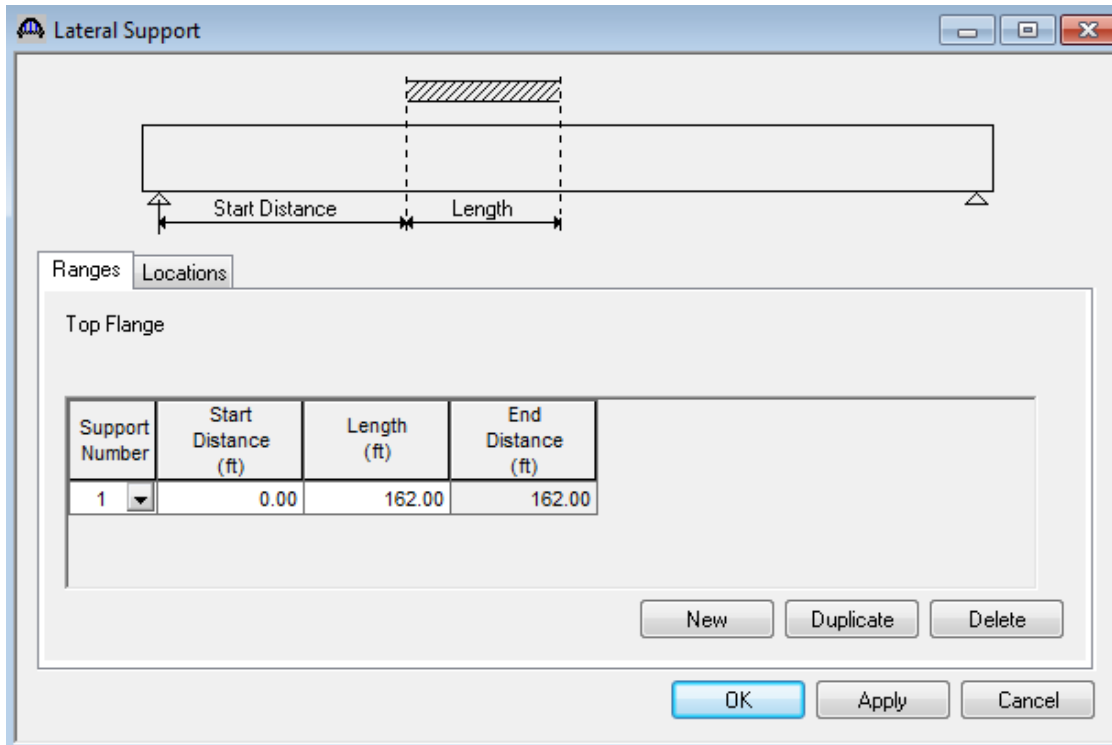 Lateral Support
Start Distance
Length
Ranges
Locations
Top Flange
Support Number
Start Distance (ft)
Length (ft)
End Distance (ft)
1
0.00
162.00
162.00
New
Duplicate
Delete
OK
Apply
Cancel